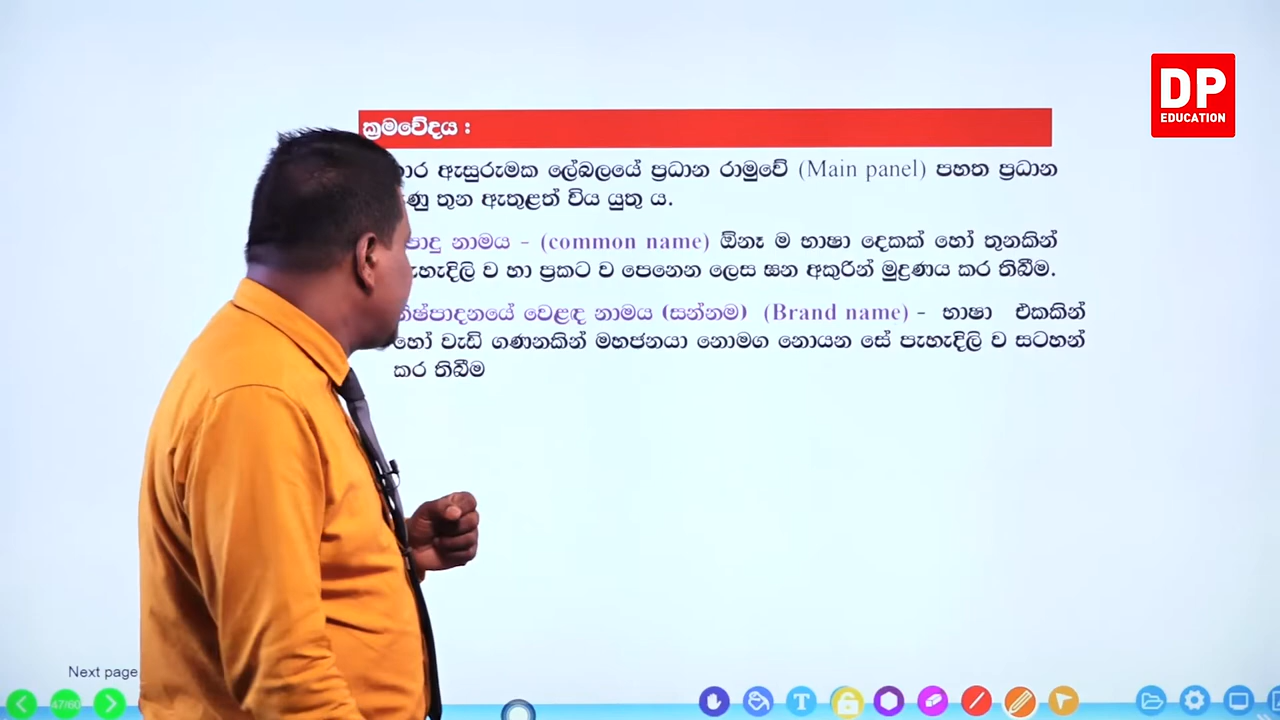 DP
EDUCATION
ක්‍රමවේදය :
ඇසුරුමක ලේබලයේ ප්‍රධාන රාමුවේ (Main panel) පහත ප්‍රධාන
තුන ඇතුළත් විය යුතු ය.
නාමය - (common name) ඕනෑ ම භාෂා දෙකක් හෝ තුනකින්
ව හා ප්‍රකට ව පෙනෙන ලෙස ඝන අකුරින් මුද්‍රණය කර තිබීම.
වෙළඳ නාමය (සන්නම) (Brand name) - භාෂා එකකින්
හෝ වැඩි ගණනකින් මහජනයා නොමග නොයන සේ පැහැදිලි ව සටහන්
කර තිබීම
Next page
47/60